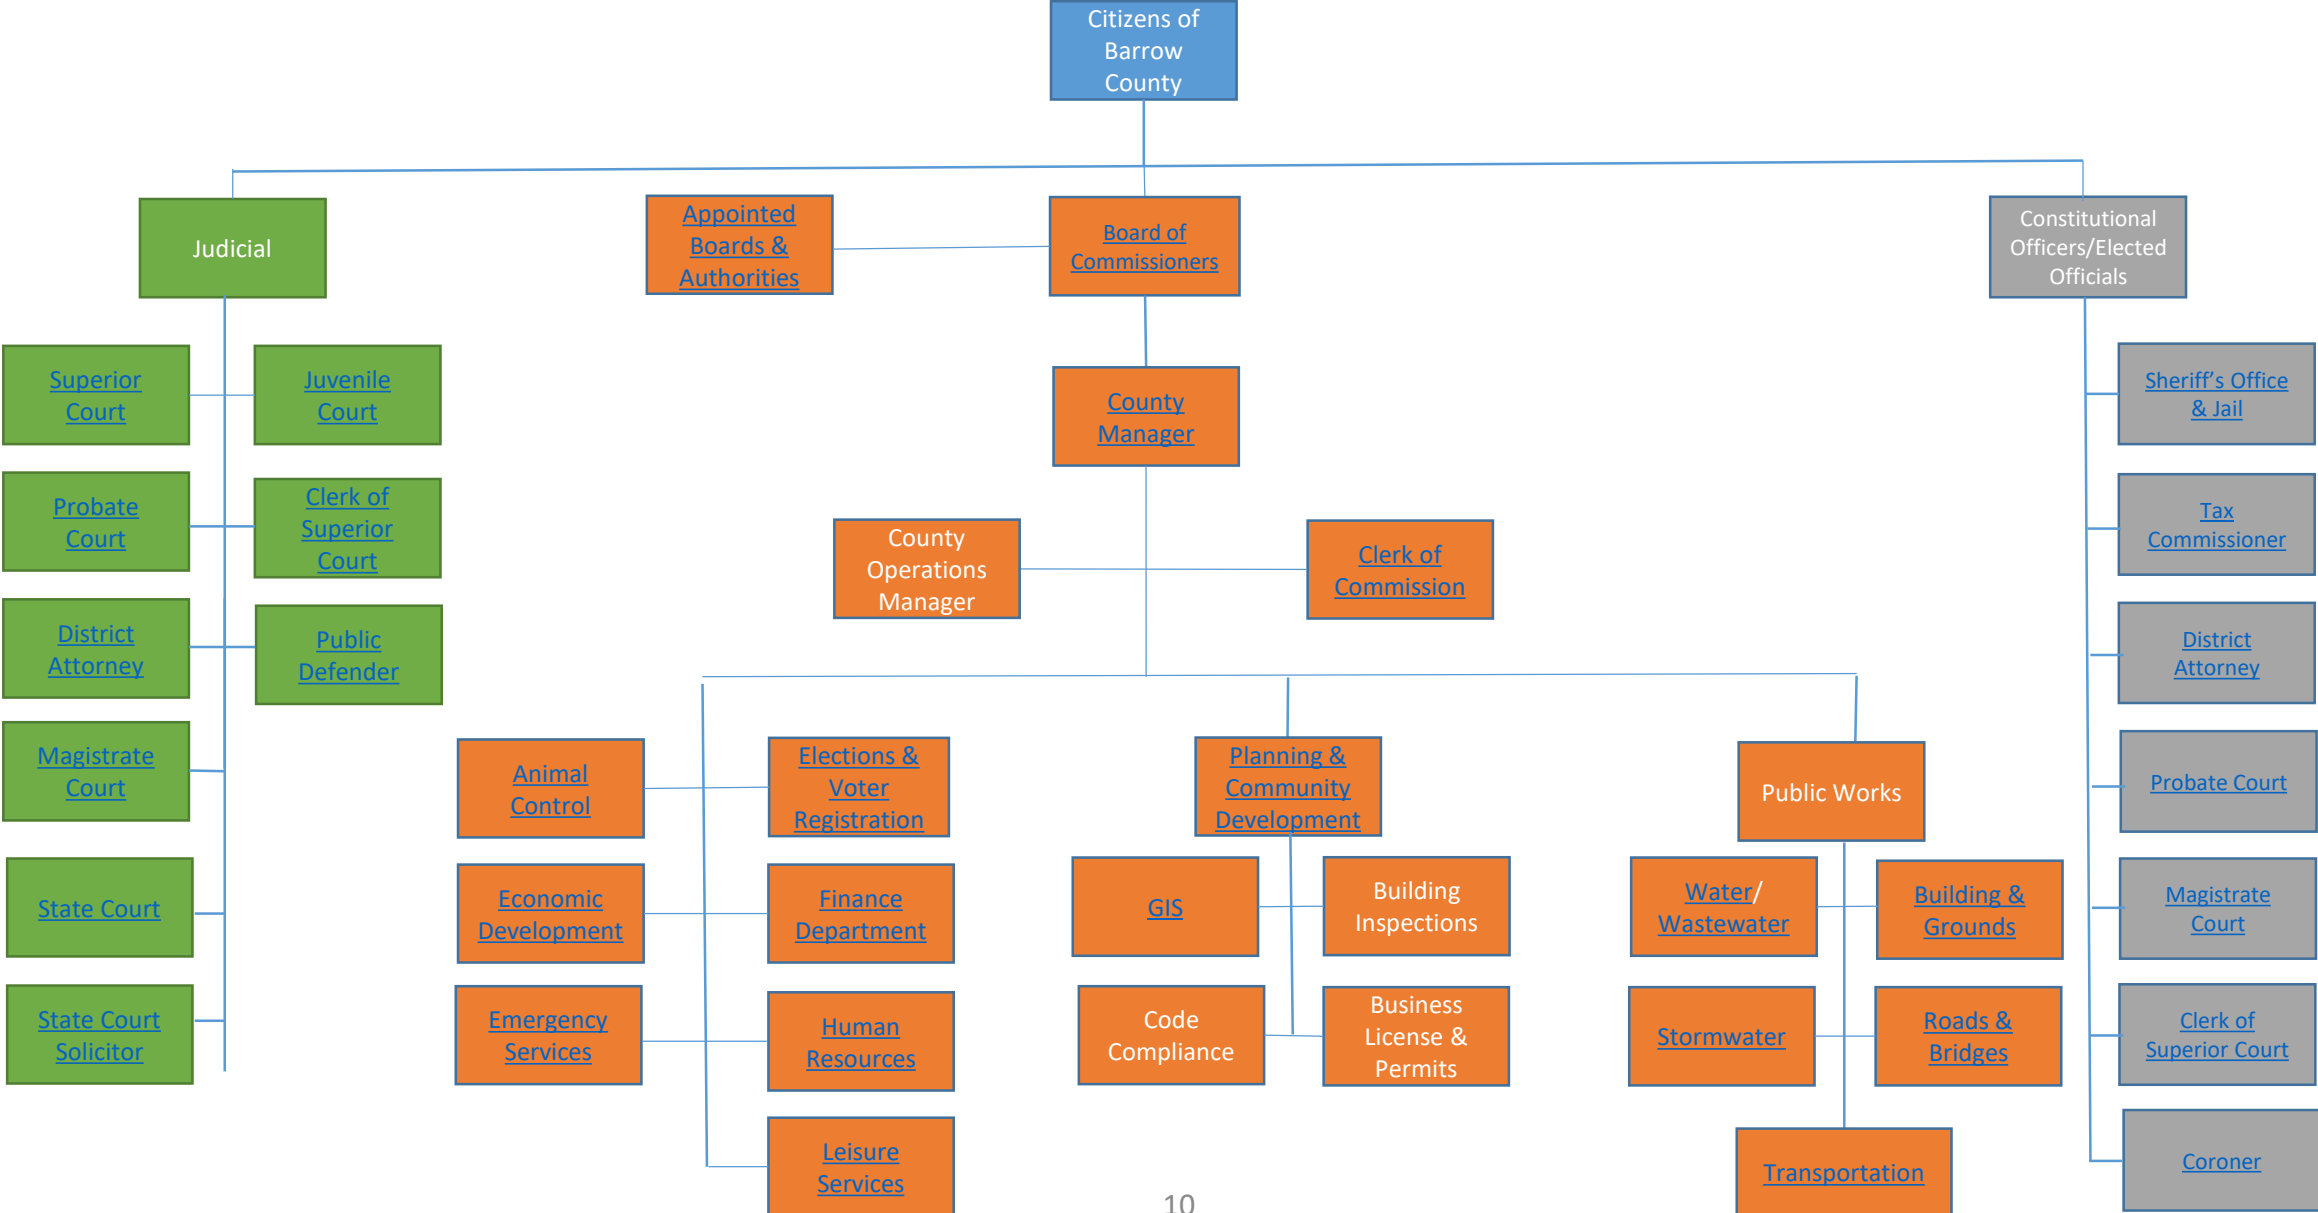 Citizens of
Barrow
County
Judicial
Appointed
Boards &
Authorities
Board of
Commissioners
Constitutional
Officers/Elected
Officials
Superior
Court
Juvenile
Court
County
Manager
Sheriff’s Office
& Jail
Probate
Court
Clerk of
Superior
Court
County
Operations
Manager
Clerk of
Commission
Tax
Commissioner
District
Attorney
Public
Defender
District
Attorney
Magistrate
Court
Animal
Control
Elections &
Voter
Registration
Planning &
Community
Development
Public Works
Probate Court
State Court
Economic
Development
Finance
Department
GIS
Building
Inspections
Water/
Wastewater
Building &
Grounds
Magistrate
Court
State Court
Solicitor
Emergency
Services
Human
Resources
Code
Compliance
Business
License &
Permits
Stormwater
Roads &
Bridges
Clerk of
Superior Court
Leisure
Services
Transportation
Coroner
10